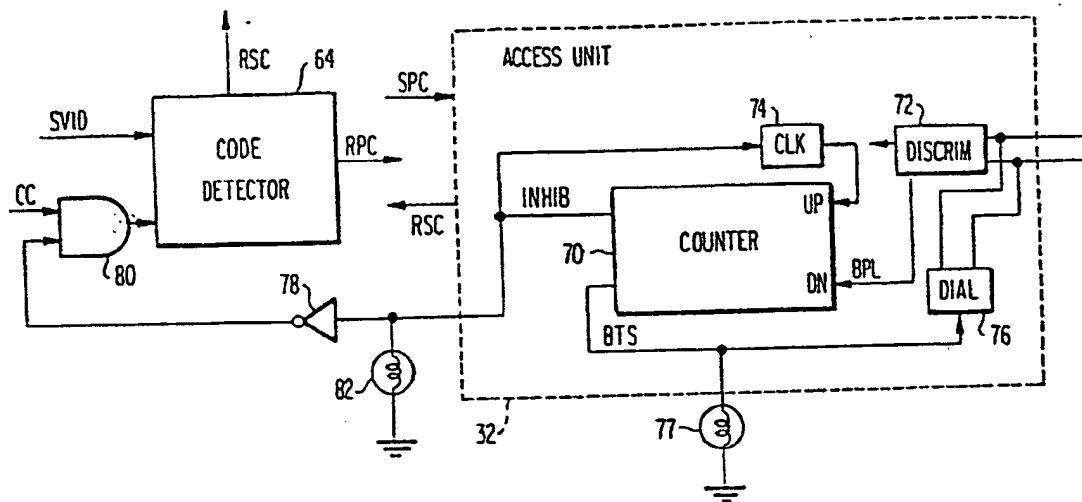 RSC
64
SVID
CODE
DETECTOR
RPC
CC
80
78
82
SPC
RSC
ACCESS UNIT
74
CLK
72
DISCRIM
INHIB
UP
70
COUNTER
DN
BPL
DIAL
76
BTS
32
77